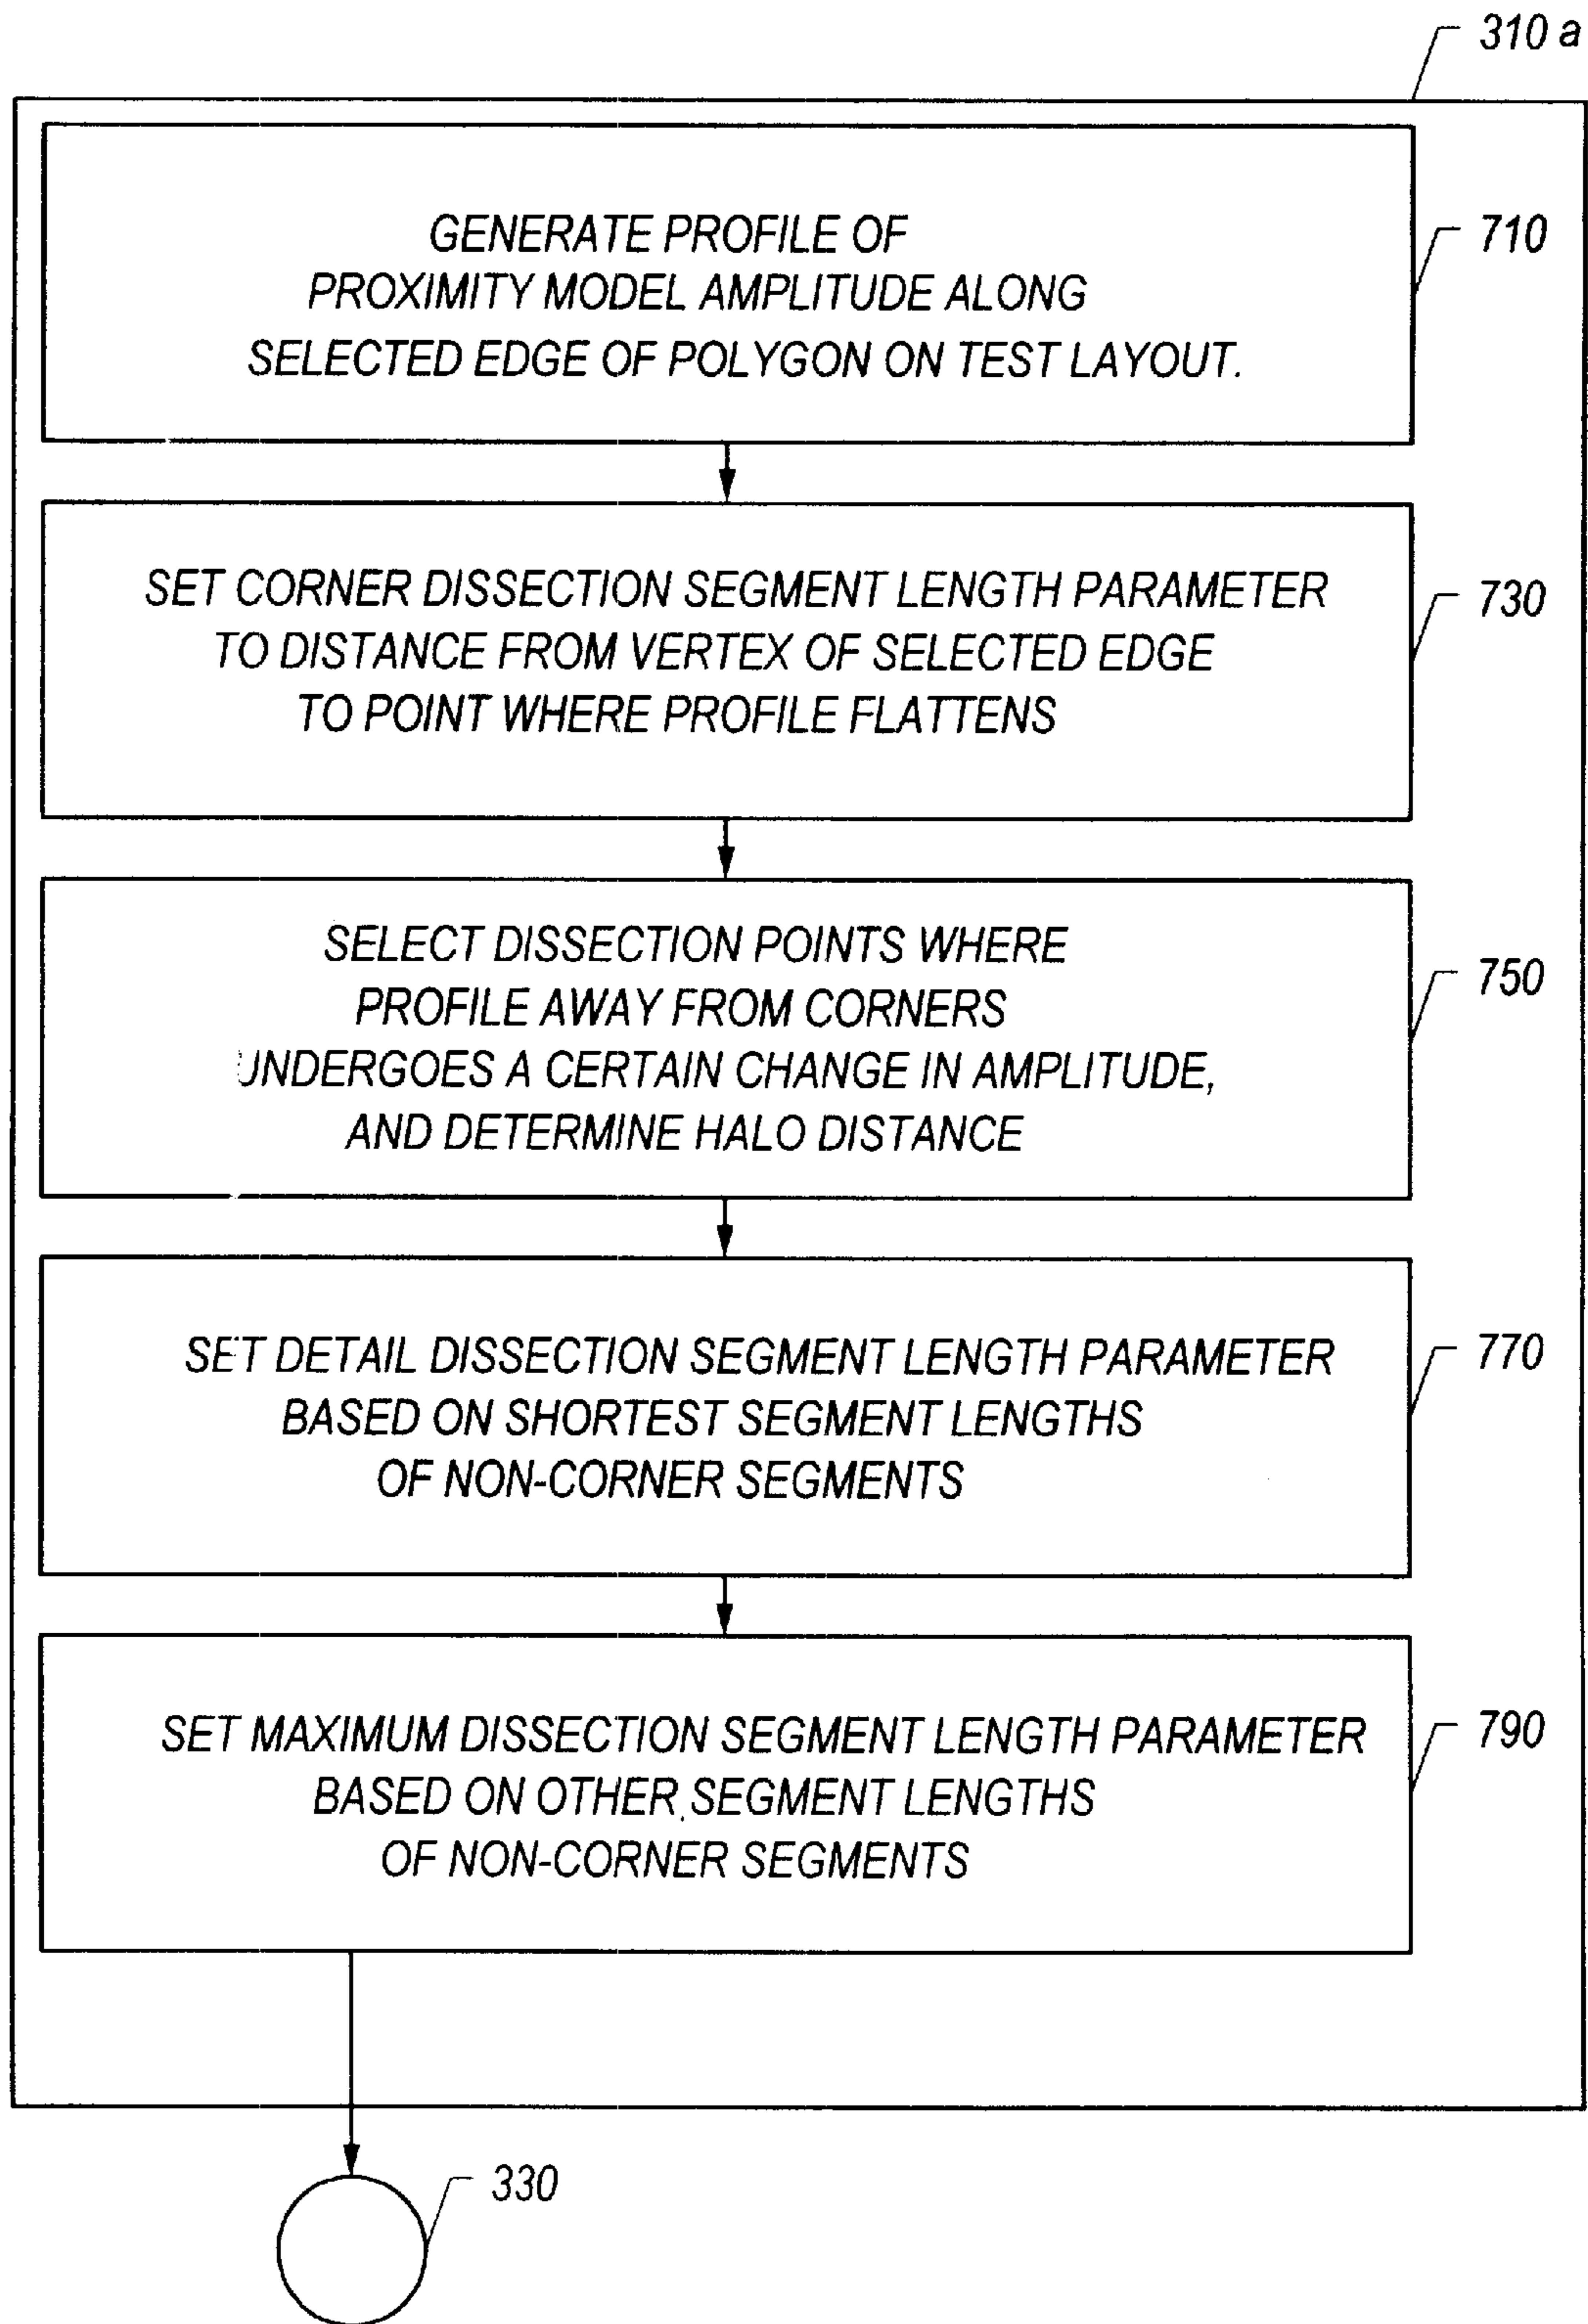 310 a
GENERATE PROFILE OF
PROXIMITY MODEL AMPLITUDE ALONG
SELECTED EDGE OF POLYGON ON TEST LAYOUT.
710
SET CORNER DISSECTION SEGMENT LENGTH PARAMETER
TO DISTANCE FROM VERTEX OF SELECTED EDGE
TO POINT WHERE PROFILE FLATTENS
730
SELECT DISSECTION POINTS WHERE
PROFILE AWAY FROM CORNERS
UNDERGOES A CERTAIN CHANGE IN AMPLITUDE,
AND DETERMINE HALO DISTANCE
750
SET DETAIL DISSECTION SEGMENT LENGTH PARAMETER
BASED ON SHORTEST SEGMENT LENGTHS
OF NON-CORNER SEGMENTS
770
SET MAXIMUM DISSECTION SEGMENT LENGTH PARAMETER
BASED ON OTHER SEGMENT LENGTHS
OF NON-CORNER SEGMENTS
790
330